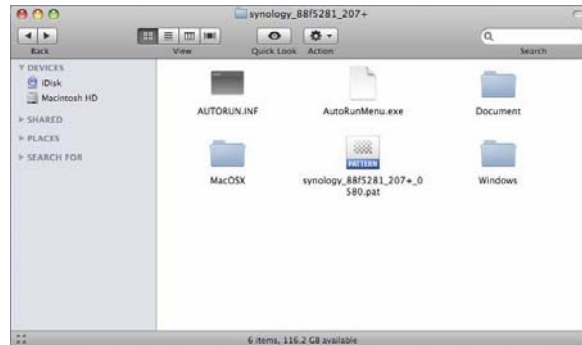 synology_88f5281_207+
Back
View
Quick Look
Action
Search
▼ DEVICES
iDisk
Macintosh HD
▶ SHARED
▶ PLACES
▶ SEARCH FOR
AUTORUN.INF
AutoRunMenu.exe
Document
MacOSX
PATTERN
synology_88f5281_207+_0
580.pat
Windows
6 items, 116.2 GB available